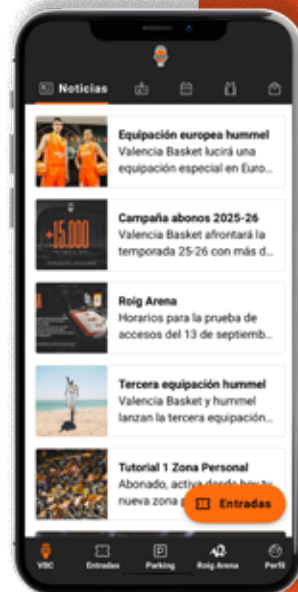 Noticias
Equipación europea hummel
Valencia Basket lucirá una
equipación especial en Euro...
+15.000
Campaña abonos 2025-26
Valencia Basket afrontará la
temporada 25-26 con más d...
Roig Arena
Horarios para la prueba de
accesos del 13 de septiemb...
Tercera equipación hummel
Valencia Basket y hummel
lanzan la tercera equipación...
Tutorial 1 Zona Personal
Abonado, activa desde hoy tu
nueva zona
Entradas
VBC
Entradas
Parking
Roig Arena
Perfil